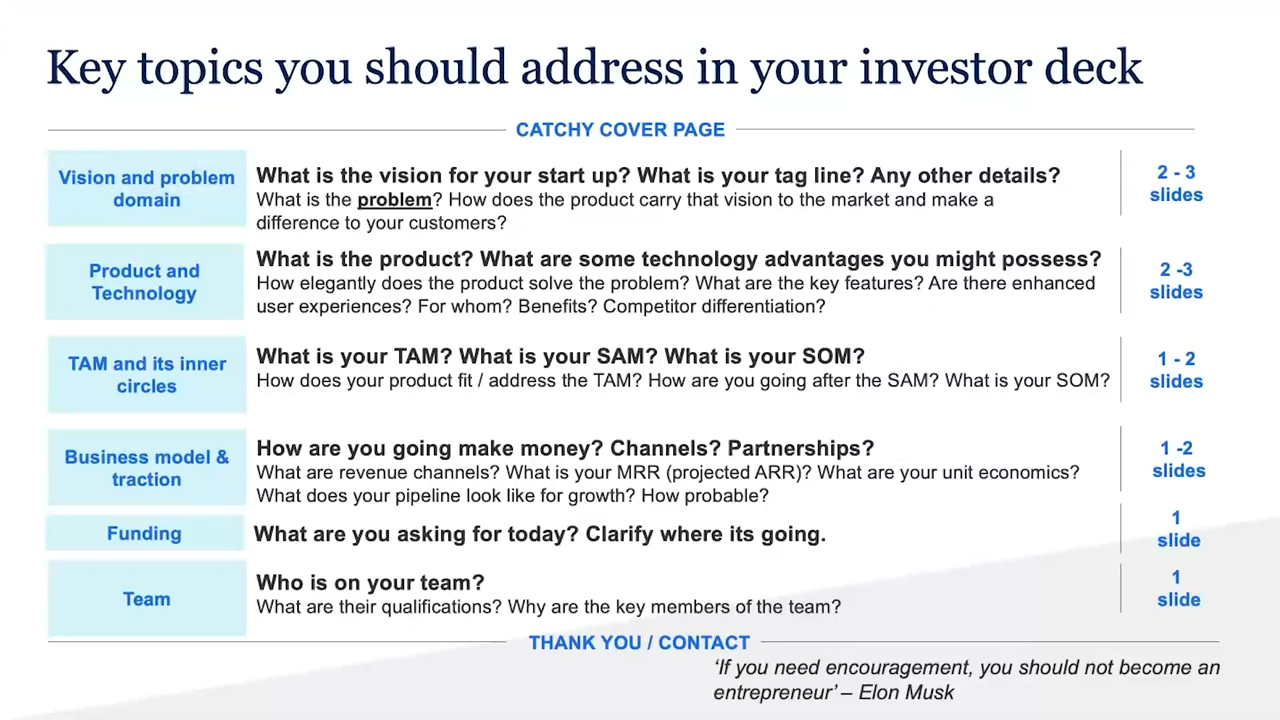 Key topics you should address in your investor deck
CATCHY COVER PAGE
Vision and problem
domain
What is the vision for your start up? What is your tag line? Any other details?
What is the problem? How does the product carry that vision to the market and make a
difference to your customers?
2 - 3
slides
Product and
Technology
What is the product? What are some technology advantages you might possess?
How elegantly does the product solve the problem? What are the key features? Are there enhanced
user experiences? For whom? Benefits? Competitor differentiation?
2 -3
slides
TAM and its inner
circles
What is your TAM? What is your SAM? What is your SOM?
How does your product fit / address the TAM? How are you going after the SAM? What is your SOM?
1 - 2
slides
Business model &
traction
How are you going make money? Channels? Partnerships?
What are revenue channels? What is your MRR (projected ARR)? What are your unit economics?
What does your pipeline look like for growth? How probable?
1 -2
slides
Funding
What are you asking for today? Clarify where its going.
1
slide
Team
Who is on your team?
What are their qualifications? Why are the key members of the team?
1
slide
THANK YOU / CONTACT
‘If you need encouragement, you should not become an
entrepreneur’ – Elon Musk